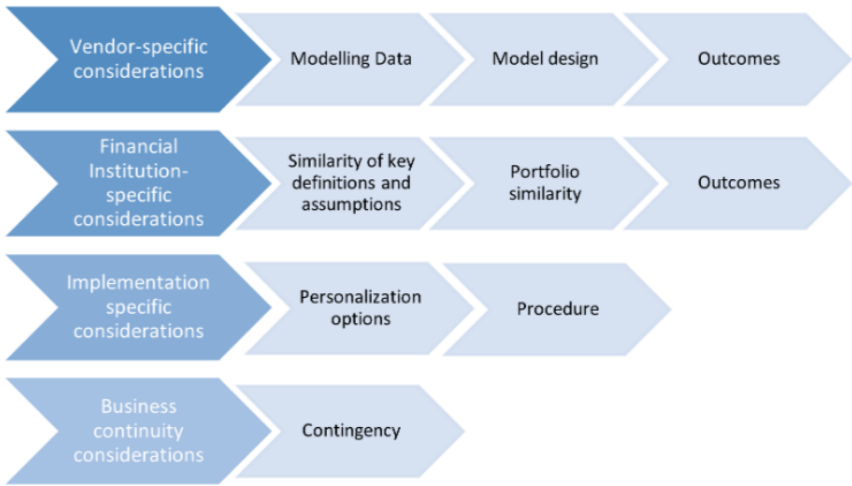 Vendor-specific
considerations
Modelling Data
Model design
Outcomes
Financial
Institution-
specific
considerations
Similarity of key
definitions and
assumptions
Portfolio
similarity
Outcomes
Implementation
specific
considerations
Personalization
options
Procedure
Business
continuity
considerations
Contingency